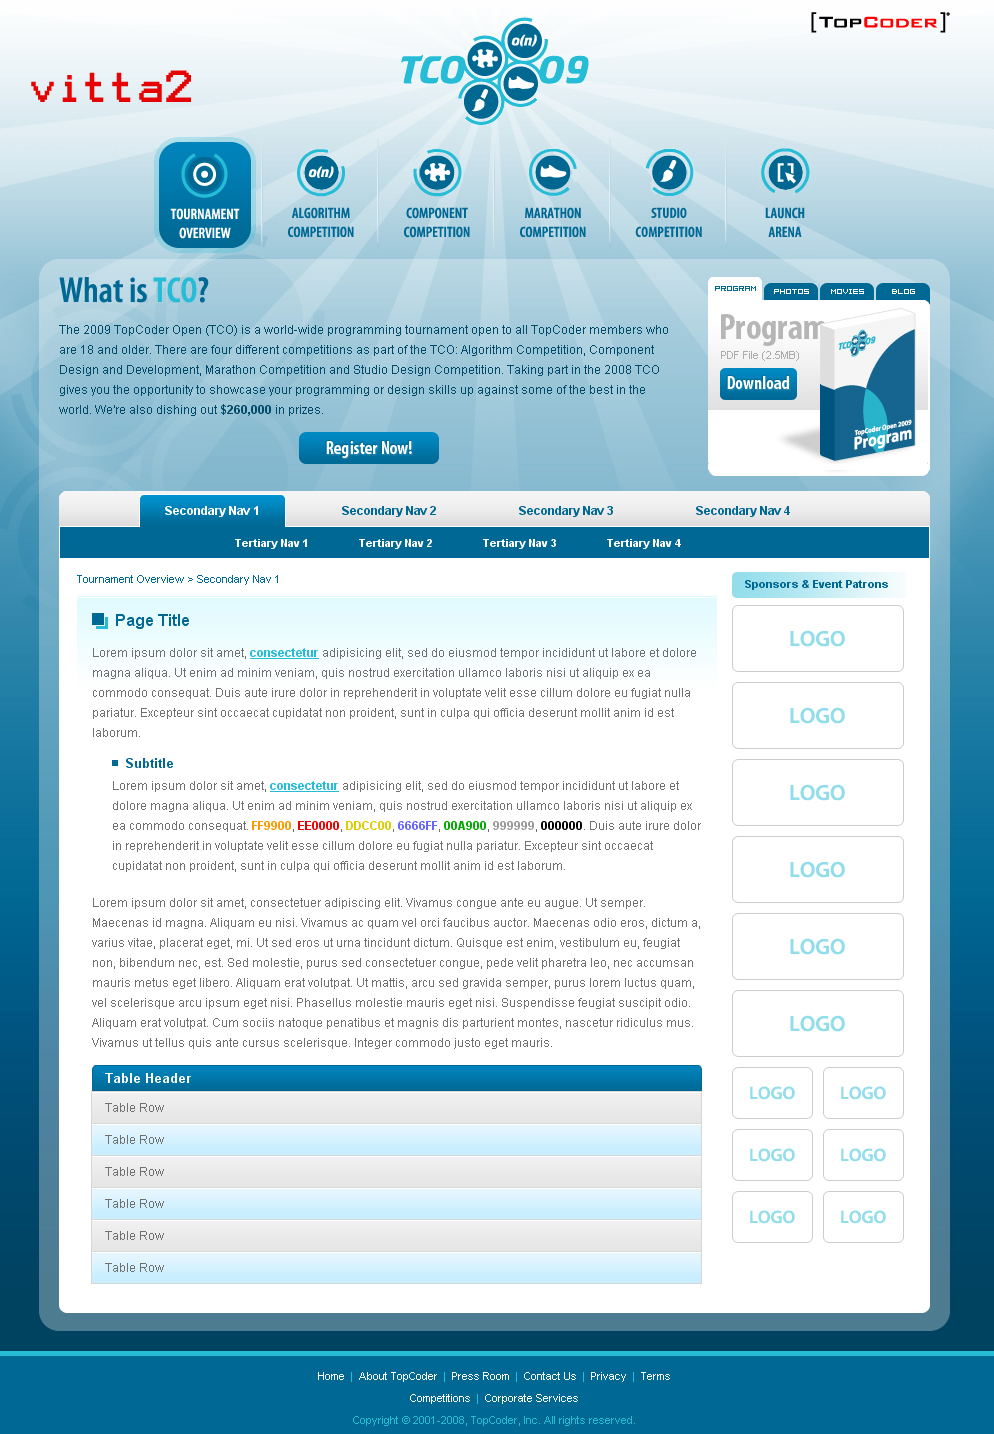 [TOPCODER]
TCO09
o(n)
vitta2
o(n)
TOURNAMENT
OVERVIEW
ALGORITHM
COMPETITION
COMPONENT
COMPETITION
MARATHON
COMPETITION
STUDIO
COMPETITION
LAUNCH
ARENA
What is TCO?
The 2009 TopCoder Open (TCO) is a world-wide programming tournament open to all TopCoder members who
are 18 and older. There are four different competitions as part of the TCO: Algorithm Competition, Component
Design and Development, Marathon Competition and Studio Design Competition. Taking part in the 2008 TCO
gives you the opportunity to showcase your programming or design skills up against some of the best in the
world. We're also dishing out $260,000 in prizes.
Register Now!
PROGRAM PHOTOS MOVIES BLOG
Program
PDF File (2.5MB)
Download
TCO09
TopCoder Open 2009
Program
Secondary Nav 1 Secondary Nav 2 Secondary Nav 3 Secondary Nav 4
Tertiary Nav 1 Tertiary Nav 2 Tertiary Nav 3 Tertiary Nav 4
Tournament Overview > Secondary Nav 1
Page Title
Lorem ipsum dolor sit amet, consectetur adipisicing elit, sed do eiusmod tempor incididunt ut labore et dolore
magna aliqua. Ut enim ad minim veniam, quis nostrud exercitation ullamco laboris nisi ut aliquip ex ea
commodo consequat. Duis aute irure dolor in reprehenderit in voluptate velit esse cillum dolore eu fugiat nulla
pariatur. Excepteur sint occaecat cupidatat non proident, sunt in culpa qui officia deserunt mollit anim id est
laborum.
Subtitle
Lorem ipsum dolor sit amet, consectetur adipisicing elit, sed do eiusmod tempor incididunt ut labore et
dolore magna aliqua. Ut enim ad minim veniam, quis nostrud exercitation ullamco laboris nisi ut aliquip ex
ea commodo consequat. FF9900, EE0000, DDCC00, 6666FF, 00A900, 999999, 000000. Duis aute irure dolor
in reprehenderit in voluptate velit esse cillum dolore eu fugiat nulla pariatur. Excepteur sint occaecat
cupidatat non proident, sunt in culpa qui officia deserunt mollit anim id est laborum.
Lorem ipsum dolor sit amet, consectetuer adipiscing elit. Vivamus congue ante eu augue. Ut semper.
Maecenas id magna. Aliquam eu nisi. Vivamus ac quam vel orci faucibus auctor. Maecenas odio eros, dictum a,
varius vitae, placerat eget, mi. Ut sed eros ut urna tincidunt dictum. Quisque est enim, vestibulum eu, feugiat
non, bibendum nec, est. Sed molestie, purus sed consectetuer congue, pede velit pharetra leo, nec accumsan
mauris metus eget libero. Aliquam erat volutpat. Ut mattis, arcu sed gravida semper, purus lorem luctus quam,
vel scelerisque arcu ipsum eget nisi. Phasellus molestie mauris eget nisi. Suspendisse feugiat suscipit odio.
Aliquam erat volutpat. Cum sociis natoque penatibus et magnis dis parturient montes, nascetur ridiculus mus.
Vivamus ut tellus quis ante cursus scelerisque. Integer commodo justo eget mauris.
Table Header
Table Row
Table Row
Table Row
Table Row
Table Row
Table Row
Sponsors & Event Patrons
LOGO
LOGO
LOGO
LOGO
LOGO
LOGO
LOGO LOGO
LOGO LOGO
LOGO LOGO
Home | About TopCoder | Press Room | Contact Us | Privacy | Terms
Competitions | Corporate Services
Copyright © 2001-2008, TopCoder, Inc. All rights reserved.